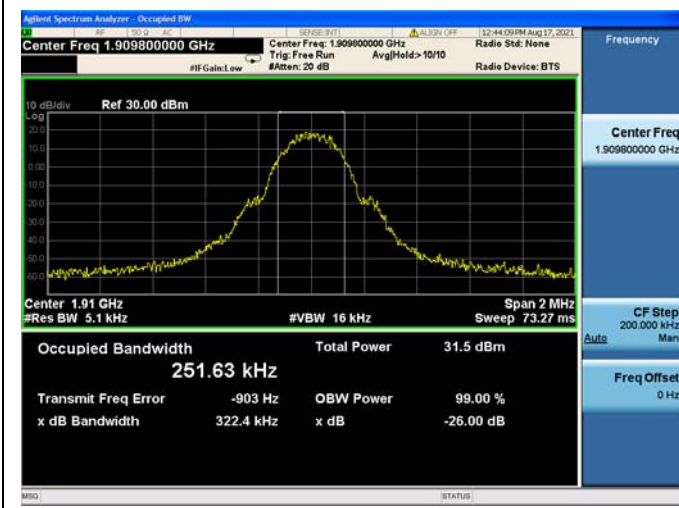 Agilent Spectrum Analyzer - Occupied BW
RF 50 Ω AC SENSE:INT ALIGN OFF 12:44:09 PM Aug 17, 2021
Center Freq 1.909800000 GHz
Center Freq: 1.909800000 GHz
Radio Std: None
Trig: Free Run Avg|Hold:>10/10
#IFGain:Low #Atten: 20 dB Radio Device: BTS
Frequency
10 dB/div Ref 30.00 dBm
Log
20.0
10.0
0.00
10.0
20.0
30.0
40.0
50.0
60.0
Center 1.91 GHz Span 2 MHz
#Res BW 5.1 kHz #VBW 16 kHz Sweep 73.27 ms
Center Freq
1.909800000 GHz
CF Step
200.000 kHz
Auto Man
Freq Offset
0 Hz
Occupied Bandwidth Total Power 31.5 dBm
251.63 kHz
Transmit Freq Error -903 Hz OBW Power 99.00 %
x dB Bandwidth 322.4 kHz x dB -26.00 dB
MSG STATUS